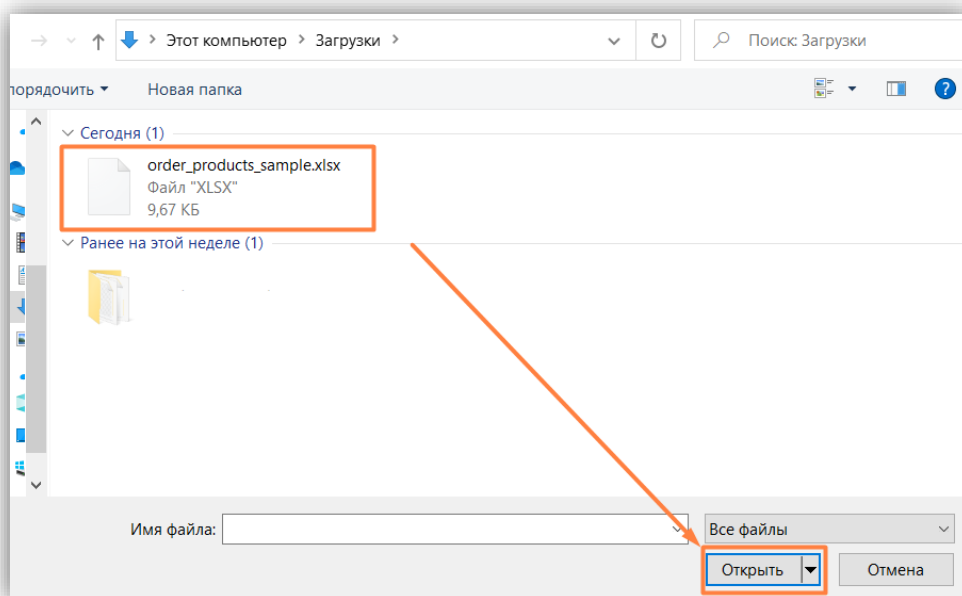 Этот компьютер > Загрузки >
Поиск: Загрузки
порядочить
Новая папка
?
Сегодня (1)
order_products_sample.xlsx
Файл "XLSX"
9,67 КБ
Ранее на этой неделе (1)
Имя файла:
Все файлы
Открыть
Отмена